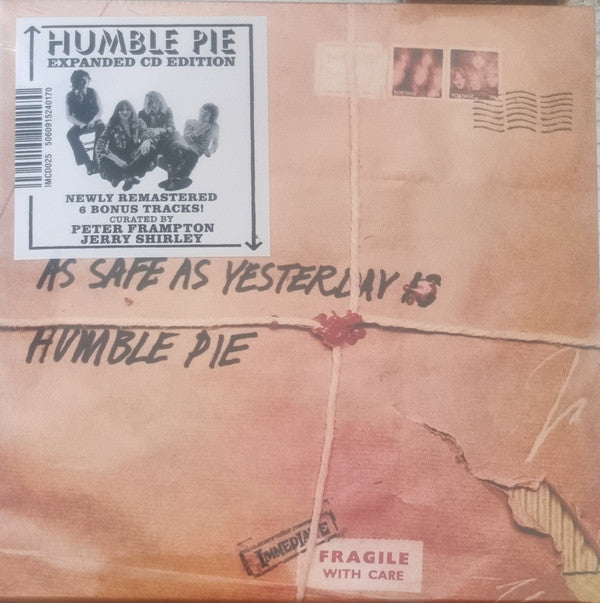 HUMBLE PIE
EXPANDED CD EDITION
IMCD025 5060915240170
NEWLY REMASTERED
6 BONUS TRACKS!
CURATED BY
PETER FRAMPTON
JERRY SHIRLEY
POSTAGE POSTAGE
AS SAFE AS YESTERDAY IS
HUMBLE PIE
IMMEDIATE
FRAGILE
WITH CARE